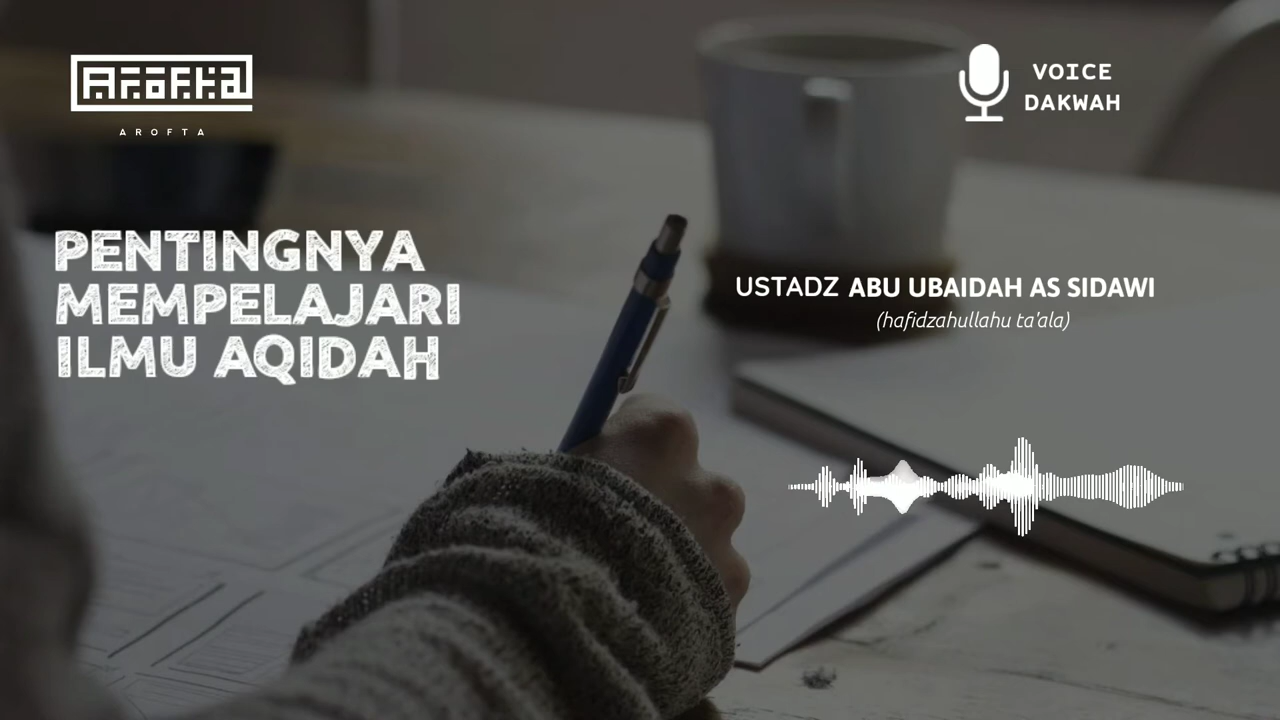 Arofta
AROFTA
VOICE
DAKWAH
PENTINGNYA
MEMPELAJARI
ILMU AQIDAH
USTADZ ABU UBAIDAH AS SIDAWI
(hafidzahullahu ta'ala)